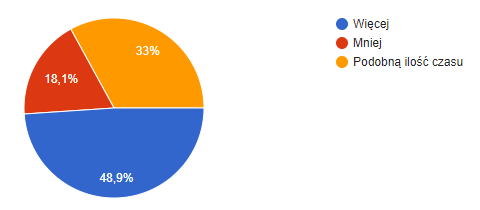 Więcej
Mniej
Podobną ilość czasu
33%
18,1%
48,9%